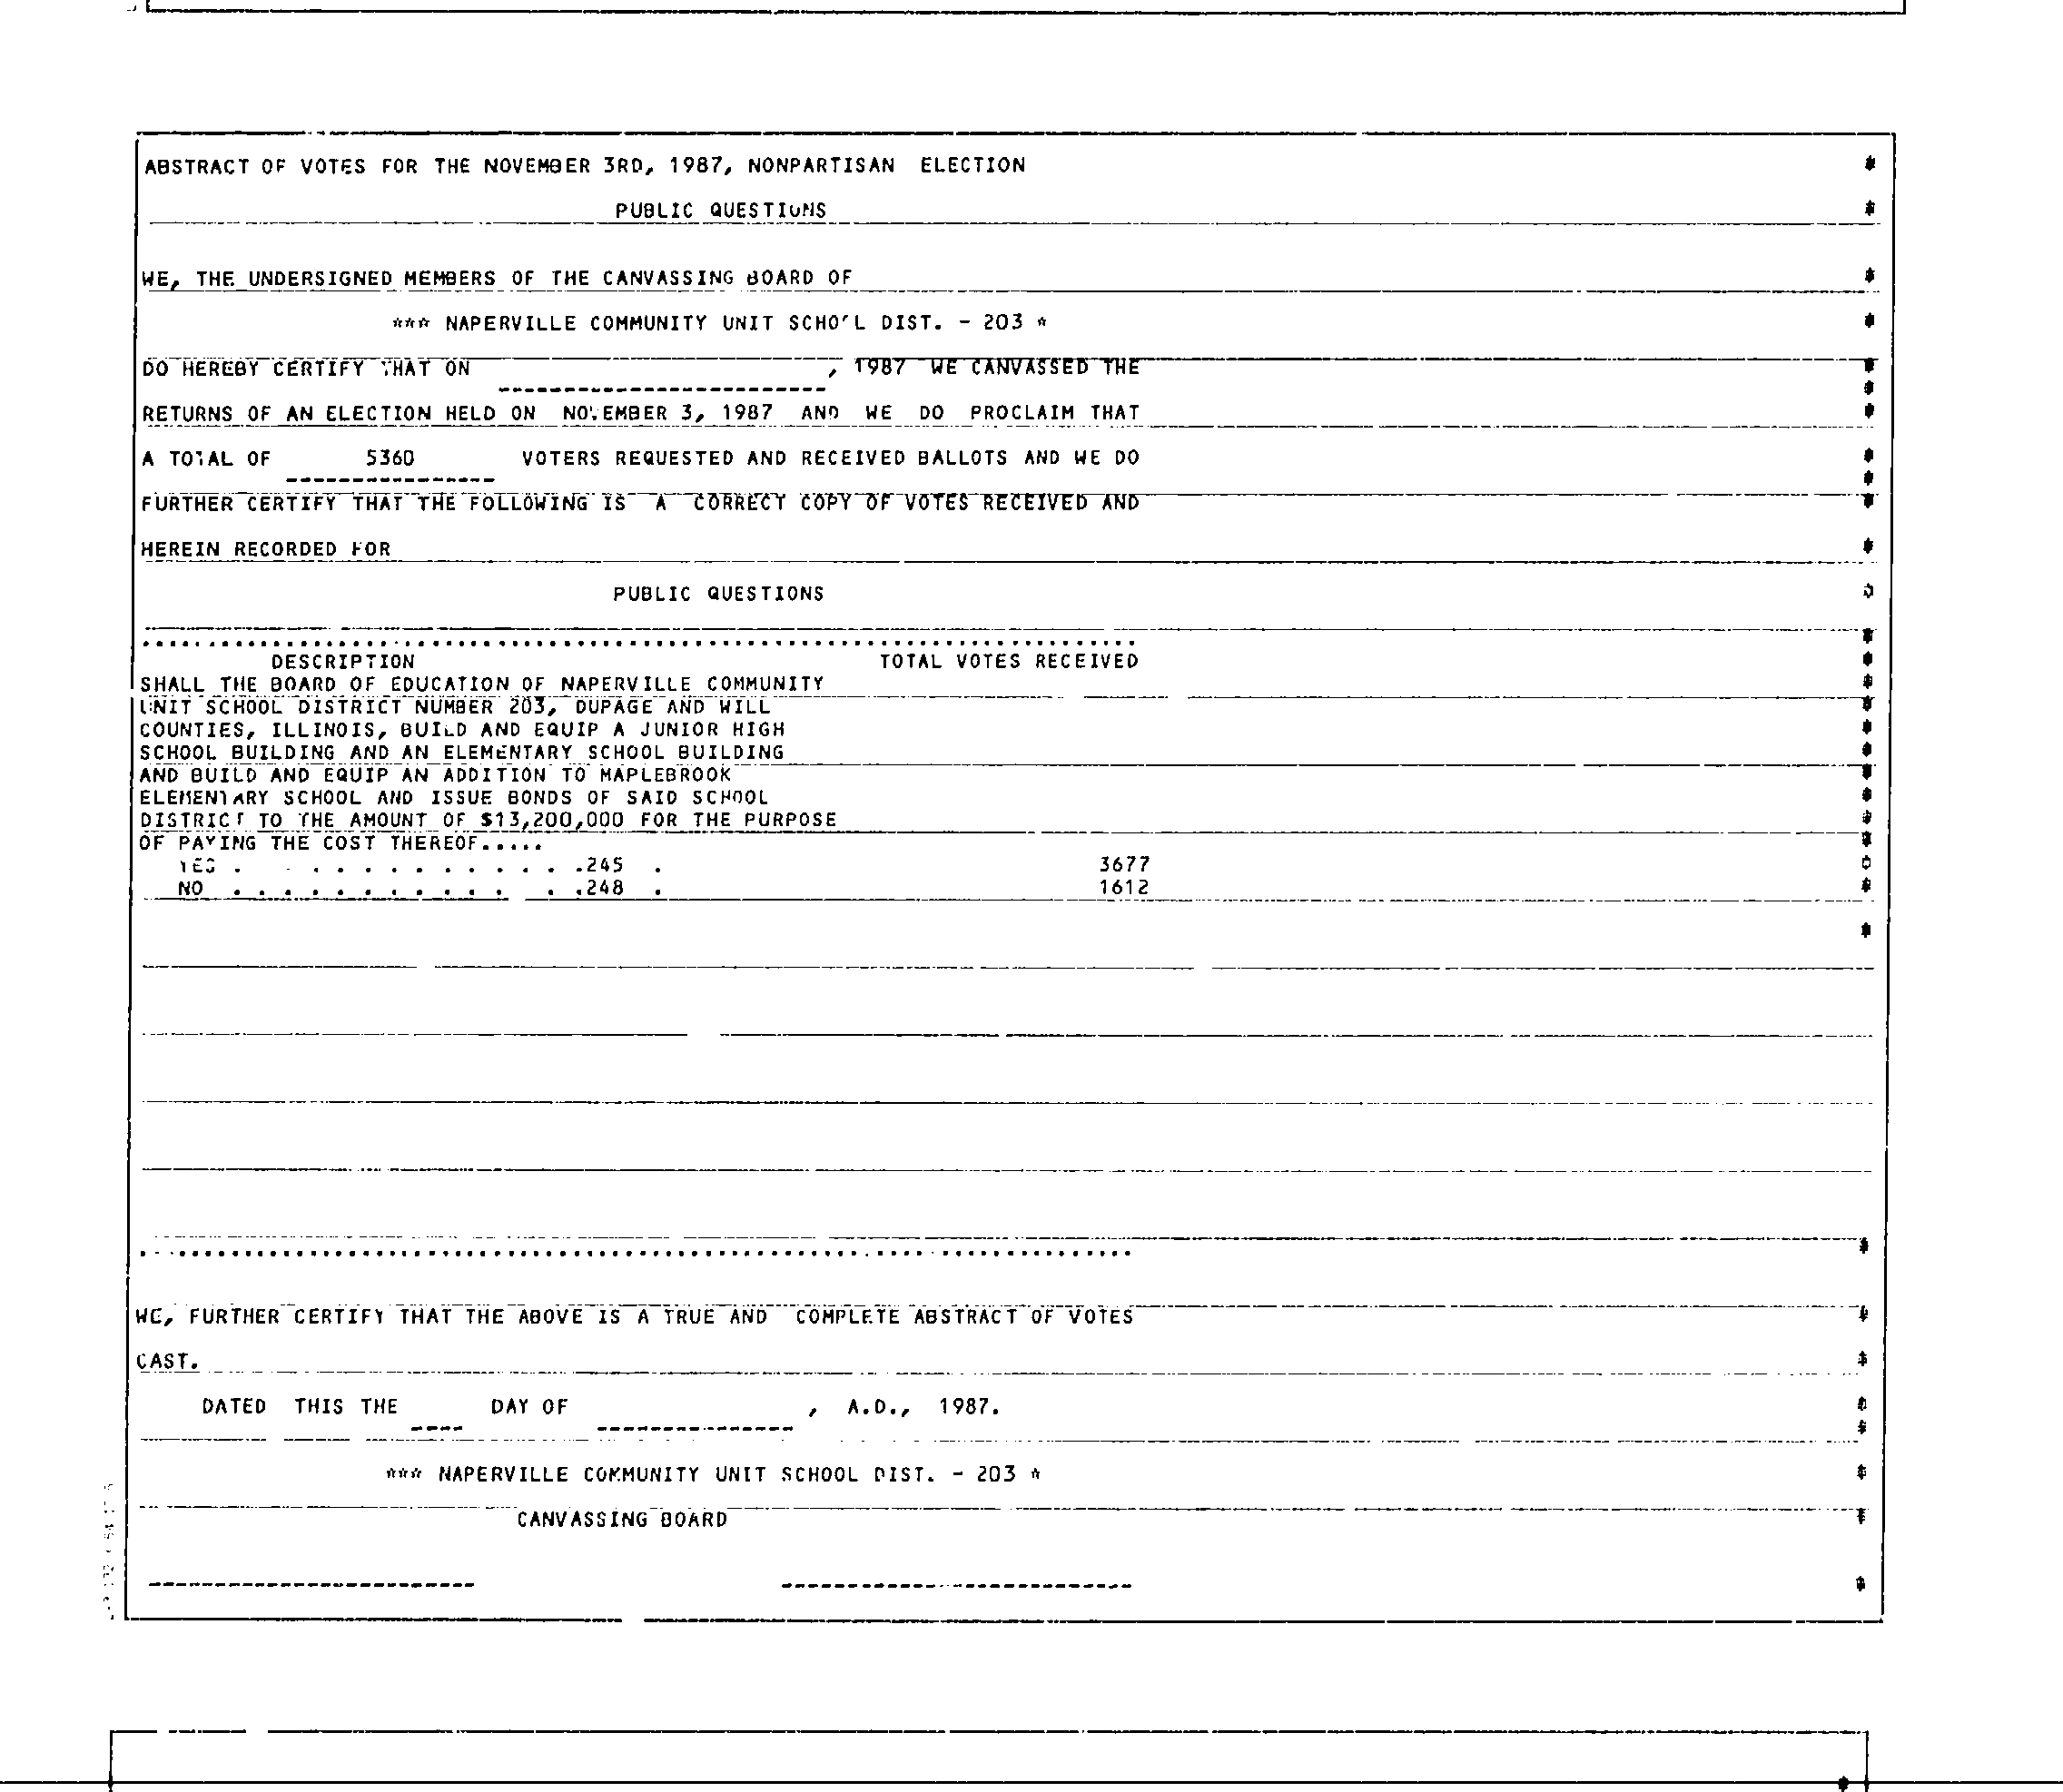 ABSTRACT OF VOTES FOR THE NOVEMBER 3RD, 1987, NONPARTISAN ELECTION
PUBLIC QUESTIONS
WE, THE UNDERSIGNED MEMBERS OF THE CANVASSING BOARD OF
*** NAPERVILLE COMMUNITY UNIT SCHO'L DIST. - 203 *
DO HEREBY CERTIFY THAT ON , 1987 WE CANVASSED THE
RETURNS OF AN ELECTION HELD ON NOVEMBER 3, 1987 AND WE DO PROCLAIM THAT
A TOTAL OF 5360 VOTERS REQUESTED AND RECEIVED BALLOTS AND WE DO
FURTHER CERTIFY THAT THE FOLLOWING IS A CORRECT COPY OF VOTES RECEIVED AND
HEREIN RECORDED FOR
PUBLIC QUESTIONS
DESCRIPTION TOTAL VOTES RECEIVED
SHALL THE BOARD OF EDUCATION OF NAPERVILLE COMMUNITY
UNIT SCHOOL DISTRICT NUMBER 203, DUPAGE AND WILL
COUNTIES, ILLINOIS, BUILD AND EQUIP A JUNIOR HIGH
SCHOOL BUILDING AND AN ELEMENTARY SCHOOL BUILDING
AND BUILD AND EQUIP AN ADDITION TO MAPLEBROOK
ELEMENTARY SCHOOL AND ISSUE BONDS OF SAID SCHOOL
DISTRICT TO THE AMOUNT OF $13,200,000 FOR THE PURPOSE
OF PAYING THE COST THEREOF.....
YES . . . . . . . . . . . . .245 . 3677
NO . . . . . . . . . . . . .248 . 1612
WE, FURTHER CERTIFY THAT THE ABOVE IS A TRUE AND COMPLETE ABSTRACT OF VOTES
CAST.
DATED THIS THE DAY OF , A.D., 1987.
*** NAPERVILLE COMMUNITY UNIT SCHOOL DIST. - 203 *
CANVASSING BOARD